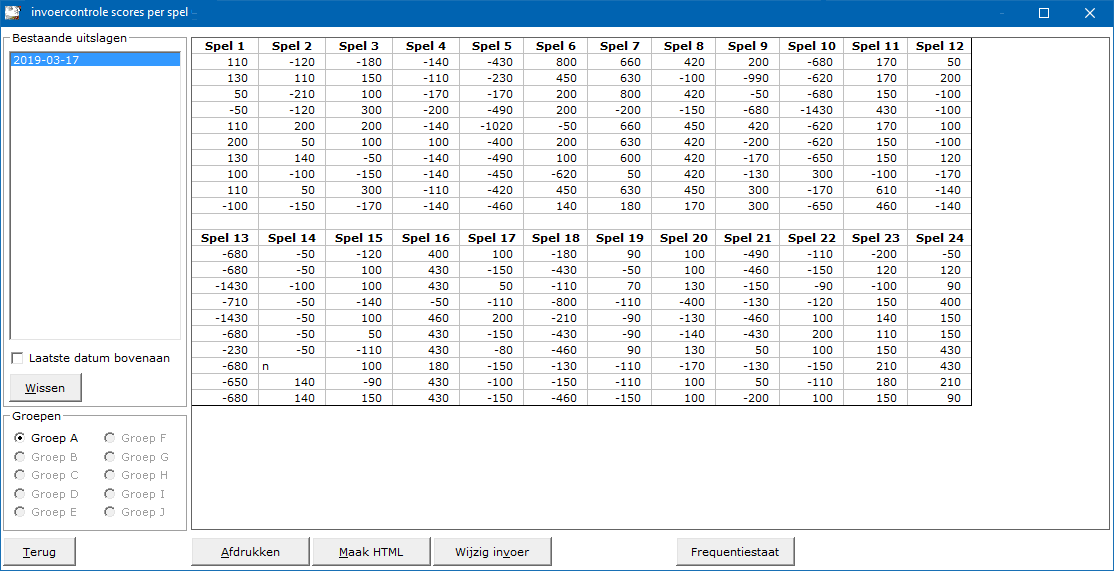 invoercontrole scores per spel
Bestaande uitslagen
2019-03-17
Laatste datum bovenaan
Wissen
Groepen
Groep A Groep F
Groep B Groep G
Groep C Groep H
Groep D Groep I
Groep E Groep J
Spel 1 Spel 2 Spel 3 Spel 4 Spel 5 Spel 6 Spel 7 Spel 8 Spel 9 Spel 10 Spel 11 Spel 12
110 -120 -180 -140 -430 800 660 420 200 -680 170 50
130 110 150 -110 -230 450 630 -100 -990 -620 170 200
50 -210 100 -170 -170 200 800 420 -50 -680 150 -100
-50 -120 300 -200 -490 200 -200 -150 -680 -1430 430 -100
110 200 200 -140 -1020 -50 660 450 420 -620 170 100
200 50 100 100 -400 200 630 420 -200 -620 150 -100
130 140 -50 -140 -490 100 600 420 -170 -650 150 120
100 -100 -150 -140 -450 -620 50 420 -130 300 -100 -170
110 50 300 -110 -420 450 630 450 300 -170 610 -140
-100 -150 -170 -140 -460 140 180 170 300 -650 460 -140
Spel 13 Spel 14 Spel 15 Spel 16 Spel 17 Spel 18 Spel 19 Spel 20 Spel 21 Spel 22 Spel 23 Spel 24
-680 -50 -120 400 100 -180 90 100 -490 -110 -200 -50
-680 -50 100 430 -150 -430 -50 100 -460 -150 120 120
-1430 -100 100 430 50 -110 70 130 -150 -90 -100 90
-710 -50 -140 -50 -110 -800 -110 -400 -130 -120 150 400
-1430 -50 100 460 200 -210 -90 -130 -460 100 140 150
-680 -50 50 430 -150 -430 -90 -140 -430 200 110 150
-230 -50 -110 430 -80 -460 90 130 50 100 150 430
-680 n 100 180 -150 -130 -110 -170 -130 -150 210 430
-650 140 -90 430 -100 -150 -110 100 50 -110 180 210
-680 140 150 430 -150 -460 -150 100 -200 100 150 90
Terug Afdrukken Maak HTML Wijzig invoer Frequentiestaat